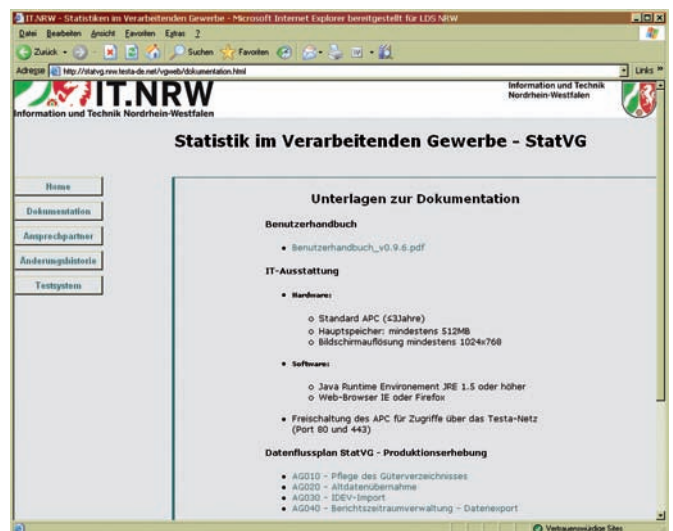 IT.NRW - Statistiken im Verarbeitenden Gewerbe - Microsoft Internet Explorer bereitgestellt für LDS NRW
Datei Bearbeiten Ansicht Favoriten Extras ?
Zurück Suchen Favoriten
Adresse http://statvg.nrw.testa-de.net/vgweb/dokumentation.html Links »
IT.NRW
Information und Technik Nordrhein-Westfalen
Information und Technik
Nordrhein-Westfalen
Statistik im Verarbeitenden Gewerbe - StatVG
Home
Dokumentation
Ansprechpartner
Änderungshistorie
Testsystem
Unterlagen zur Dokumentation
Benutzerhandbuch
• Benutzerhandbuch_v0.9.6.pdf
IT-Ausstattung
• Hardware:
o Standard APC (≤3Jahre)
o Hauptspeicher: mindestens 512MB
o Bildschirmauflösung mindestens 1024x768
• Software:
o Java Runtime Environement JRE 1.5 oder höher
o Web-Browser IE oder Firefox
• Freischaltung des APC für Zugriffe über das Testa-Netz
(Port 80 und 443)
Datenflussplan StatVG - Produktionserhebung
• AG010 - Pflege des Güterverzeichnisses
• AG020 - Altdatenübernahme
• AG030 - IDEV-Import
• AG040 - Berichtszeitraumverwaltung - Datenexport
Vertrauenswürdige Sites